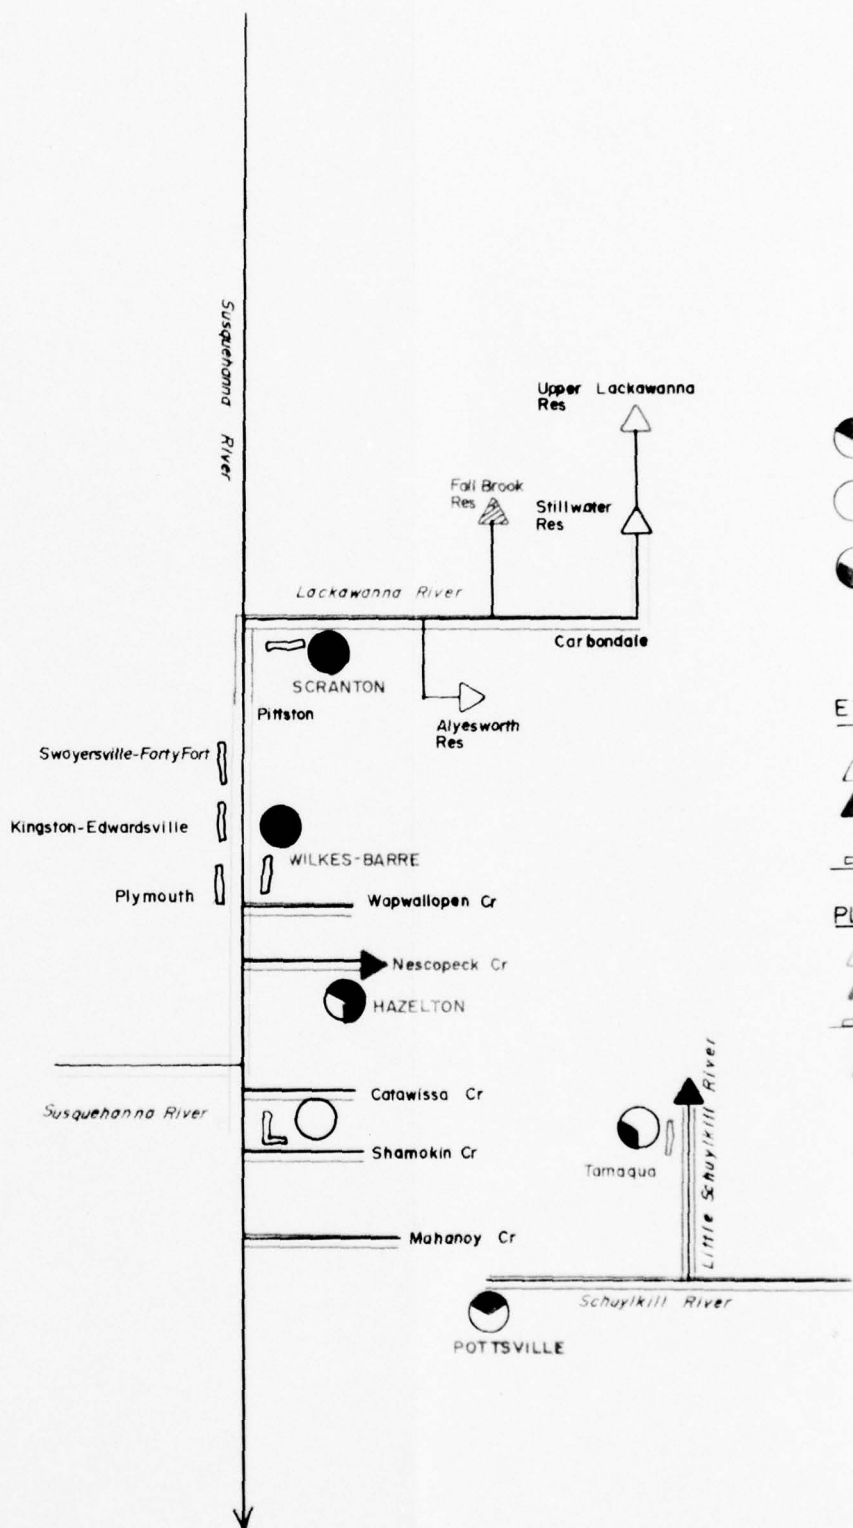 Susquehanna River
Upper Lackawanna
Res
Fall Brook
Res
Stillwater
Res
Lackawanna River
Carbondale
SCRANTON
Pittston
Alyesworth
Res
Swoyersville-Forty Fort
Kingston-Edwardsville
WILKES-BARRE
Plymouth
Wapwallopen Cr
Nescopeck Cr
HAZELTON
Catawissa Cr
Susquehanna River
Shamokin Cr
Tamaqua
Little Schuylkill River
Mahanoy Cr
Schuylkill River
POTTSVILLE
E
PL